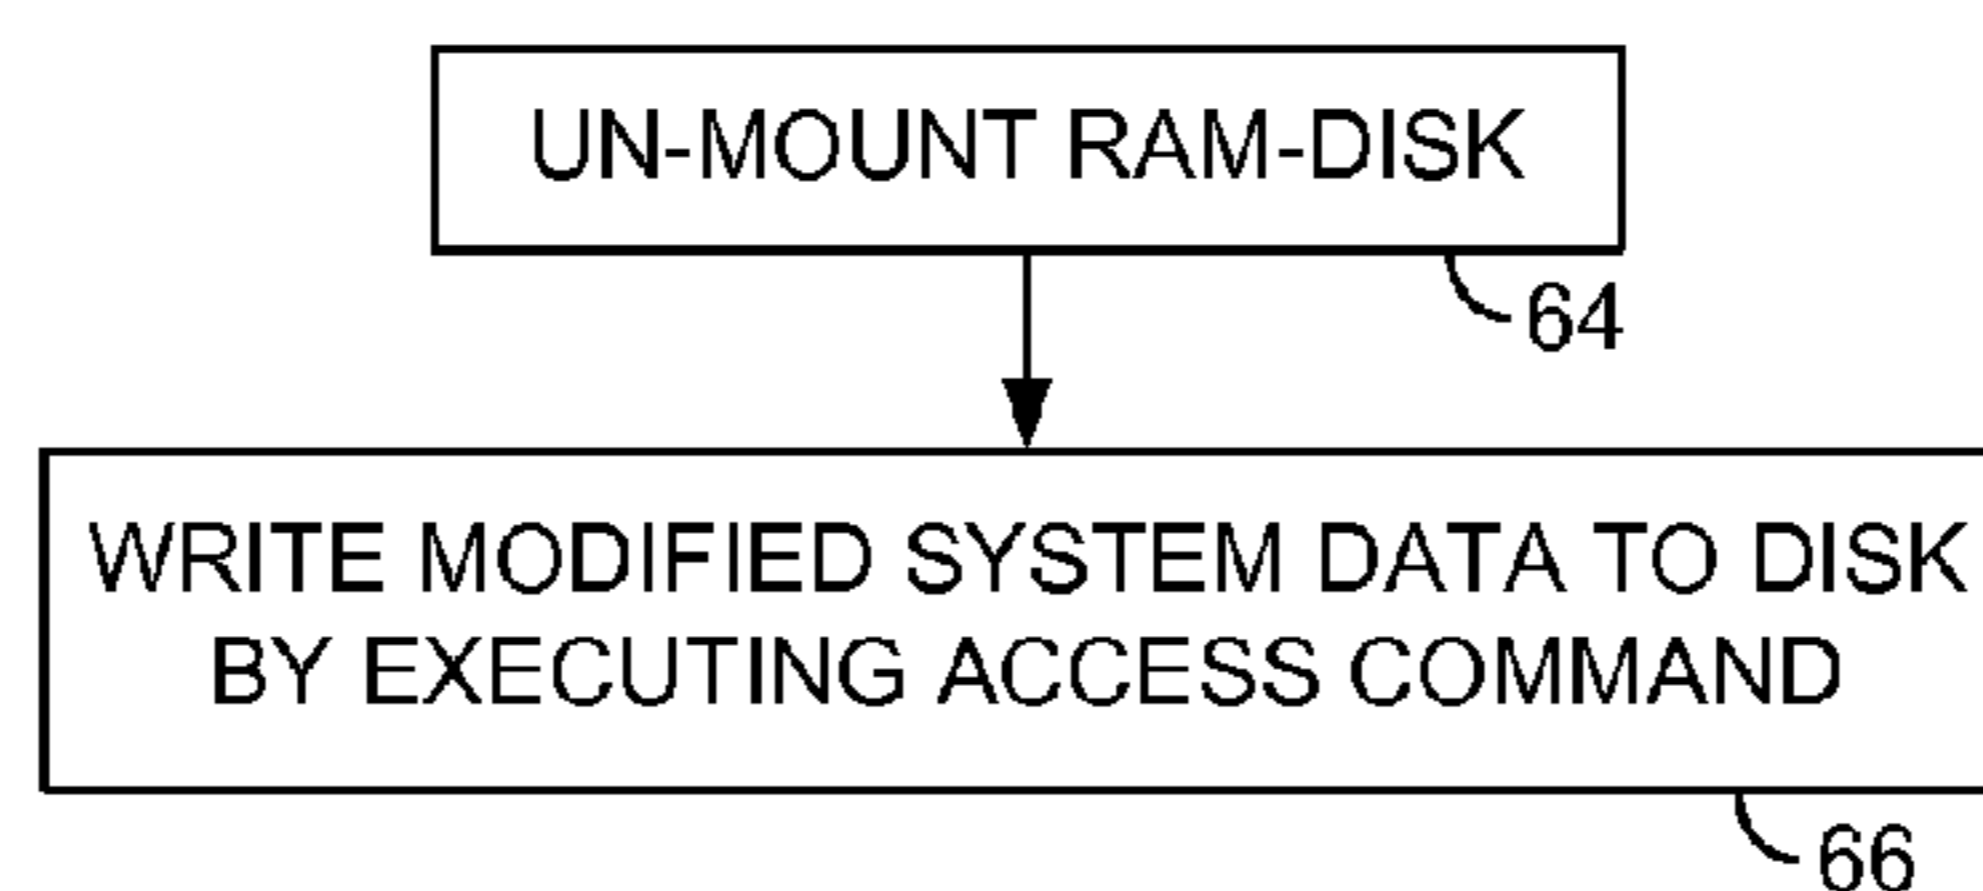 UN-MOUNT RAM-DISK
64
WRITE MODIFIED SYSTEM DATA TO DISK
BY EXECUTING ACCESS COMMAND
66